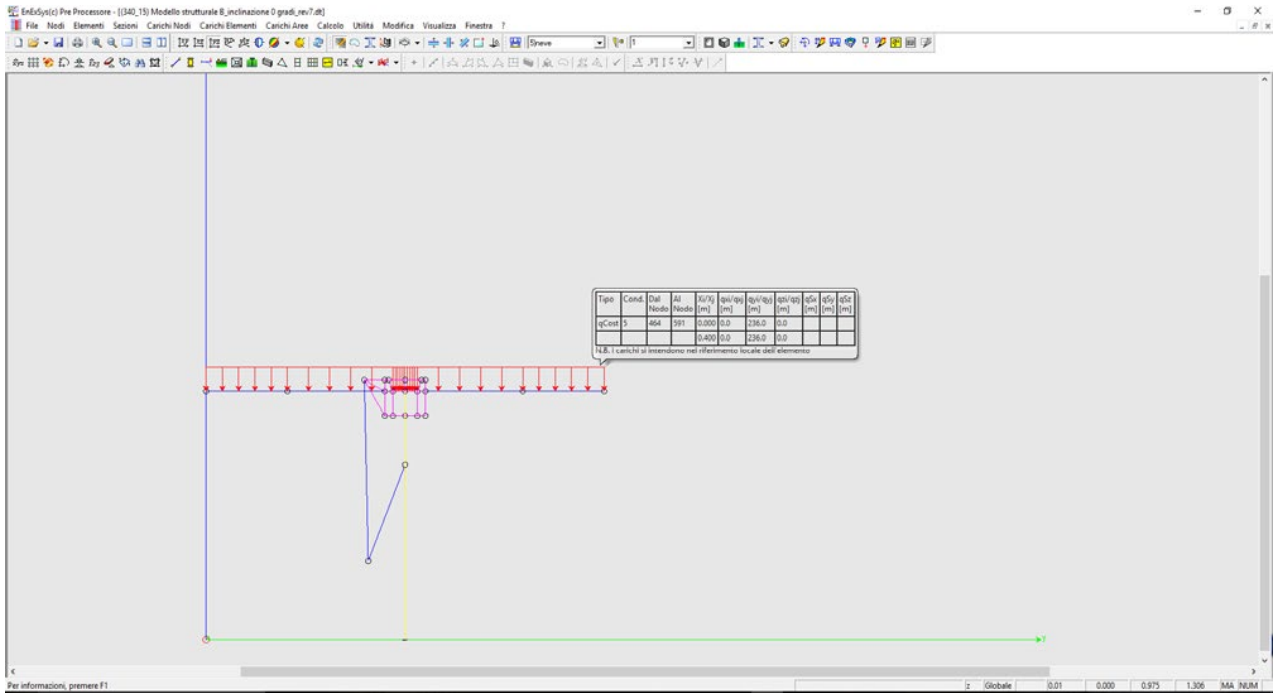 EnExSys(c) Pre Processore - [(340_15) Modello strutturale B_inclinazione 0 gradi_rev7.dt]
File Nodi Elementi Sezioni Carichi Nodi Carichi Elementi Carichi Aree Calcolo Utilità Modifica Visualizza Finestra ?
5)neve 1
Tipo Cond. Dal Nodo Al Nodo Xi/Xj [m] qxi/qxj [m] qyi/qyj [m] qzi/qzj [m] qSx [m] qSy [m] qSz [m]
qCost 5 464 591 0.000 0.0 236.0 0.0
0.400 0.0 236.0 0.0
N.B. I carichi si intendono nel riferimento locale dell'elemento
Y
Per informazioni, premere F1 z Globale 0.01 0.000 0.975 1.306 MA NUM